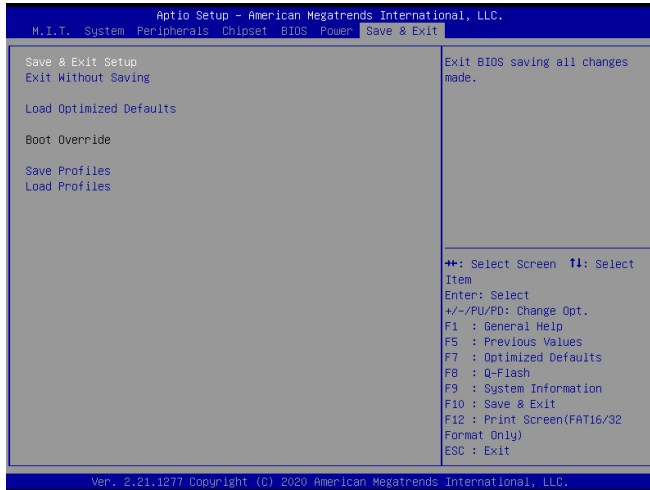 Aptio Setup – American Megatrends International, LLC.
M.I.T. System Peripherals Chipset BIOS Power Save & Exit
Save & Exit Setup
Exit Without Saving
Load Optimized Defaults
Boot Override
Save Profiles
Load Profiles
Exit BIOS saving all changes
made.
→←: Select Screen ↑↓: Select
Item
Enter: Select
+/-/PU/PD: Change Opt.
F1 : General Help
F5 : Previous Values
F7 : Optimized Defaults
F8 : Q-Flash
F9 : System Information
F10 : Save & Exit
F12 : Print Screen(FAT16/32
Format Only)
ESC : Exit
Ver. 2.21.1277 Copyright (C) 2020 American Megatrends International, LLC.